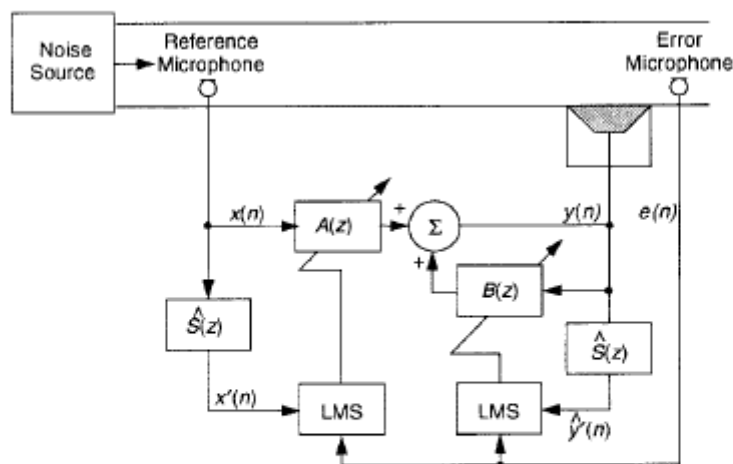 Noise
Source
Reference
Microphone
Error
Microphone
x(n)
A(z)
+
Σ
+
y(n)
e(n)
B(z)
Ŝ(z)
Ŝ(z)
x′(n)
LMS
LMS
ŷ′(n)